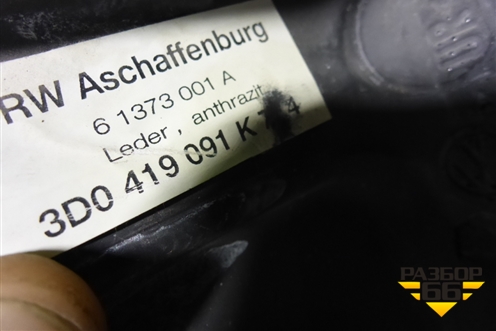 RW Aschaffenburg
6 1373 001 A
Leder, anthrazit
3D0 419 091 K
РАЗБОР
66